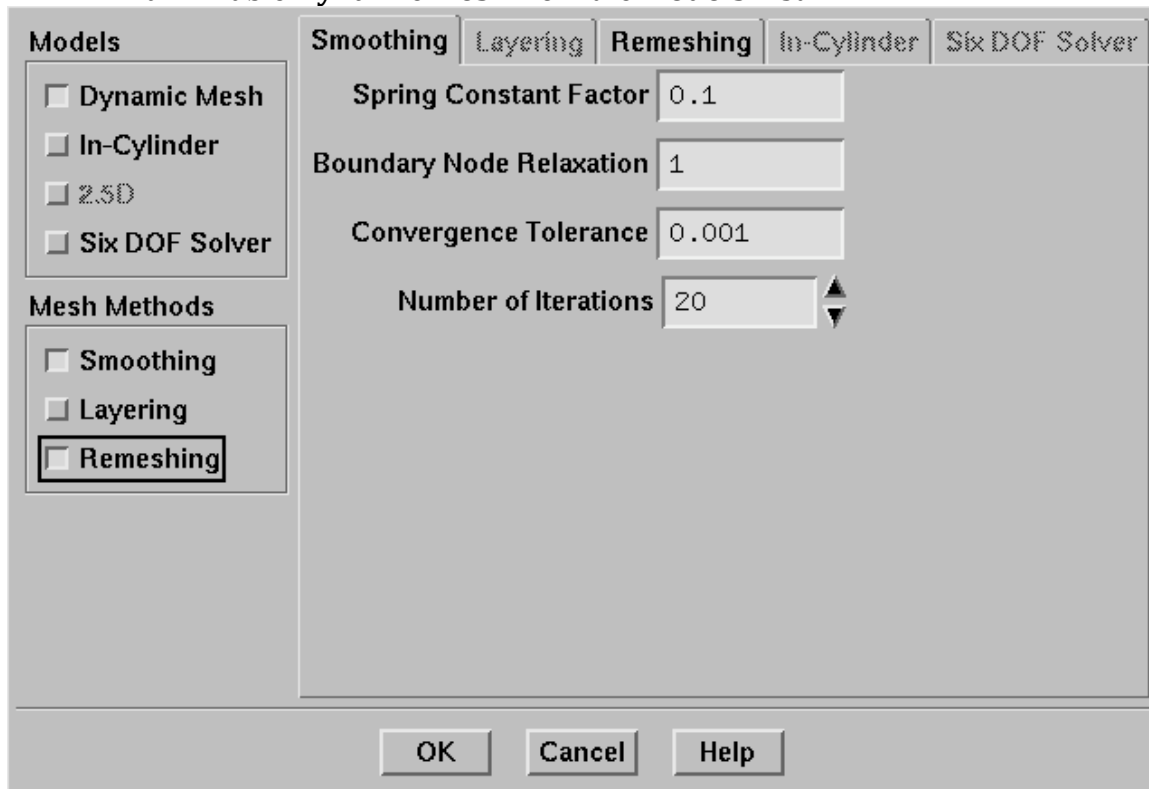 Models
Dynamic Mesh
In-Cylinder
2.5D
Six DOF Solver
Mesh Methods
Smoothing
Layering
Remeshing
Smoothing Layering Remeshing In-Cylinder Six DOF Solver
Spring Constant Factor 0.1
Boundary Node Relaxation 1
Convergence Tolerance 0.001
Number of Iterations 20
OK Cancel Help